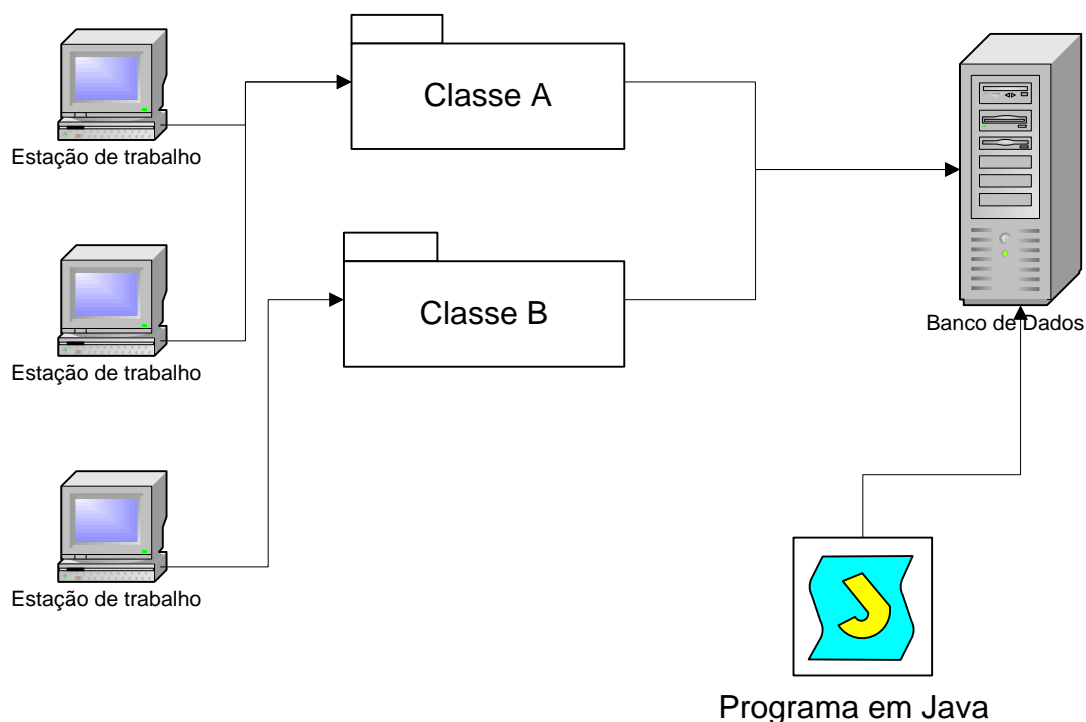 Classe A
Estação de trabalho
Classe B
Banco de Dados
Estação de trabalho
Estação de trabalho
Programa em Java